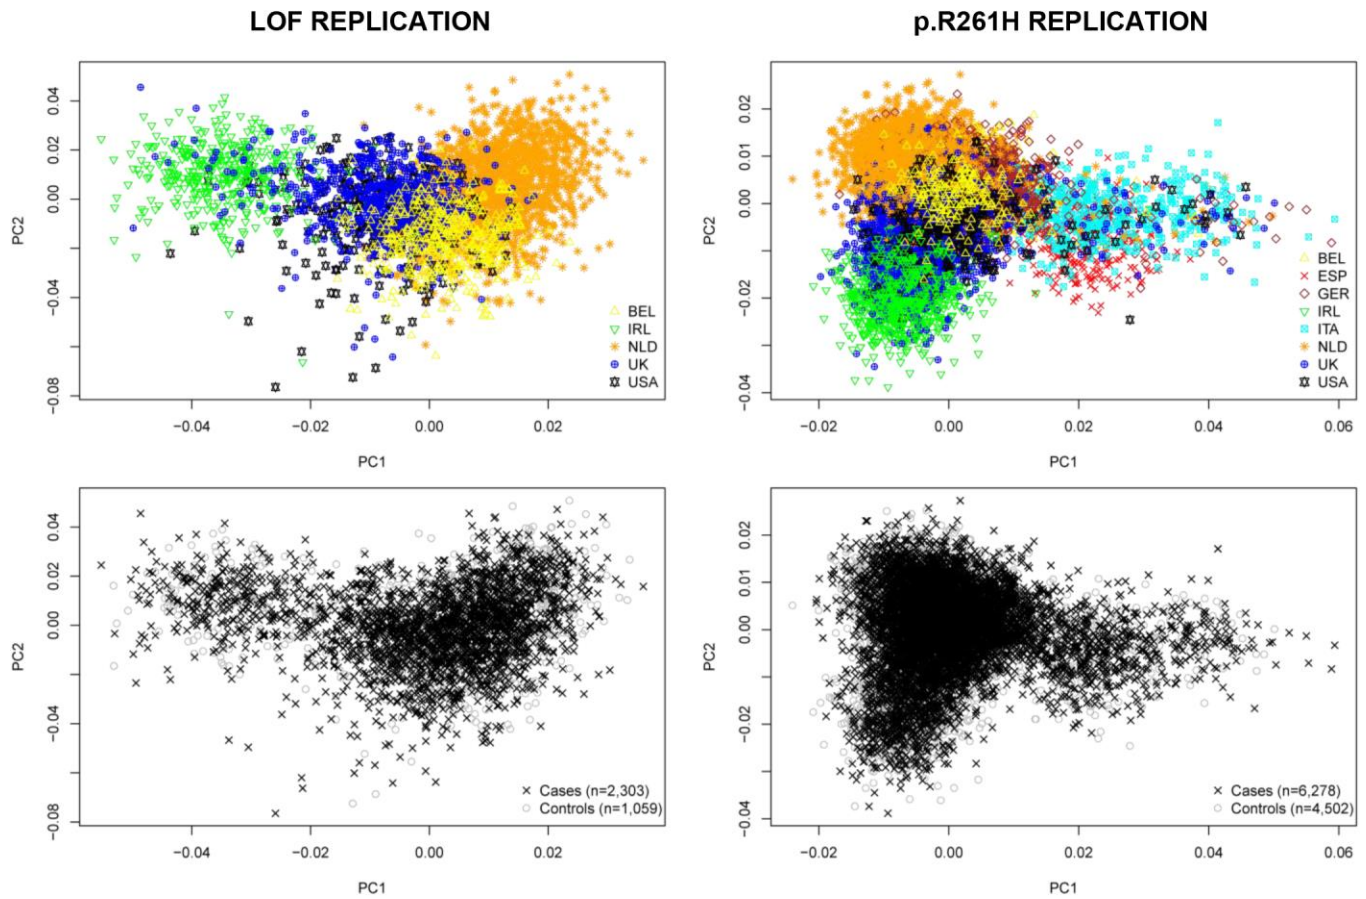 LOF REPLICATION
p.R261H REPLICATION
PC2
0.04
0.02
0.00
−0.04
−0.08
BEL
IRL
NLD
UK
USA
−0.04
−0.02
0.00
0.02
PC1
PC2
0.02
0.01
0.00
−0.02
−0.04
BEL
ESP
GER
IRL
ITA
NLD
UK
USA
−0.02
0.00
0.02
0.04
0.06
PC1
PC2
0.04
0.02
0.00
−0.04
−0.08
Cases (n=2,303)
Controls (n=1,059)
−0.04
−0.02
0.00
0.02
PC1
PC2
0.02
0.01
0.00
−0.02
−0.04
Cases (n=6,278)
Controls (n=4,502)
−0.02
0.00
0.02
0.04
0.06
PC1